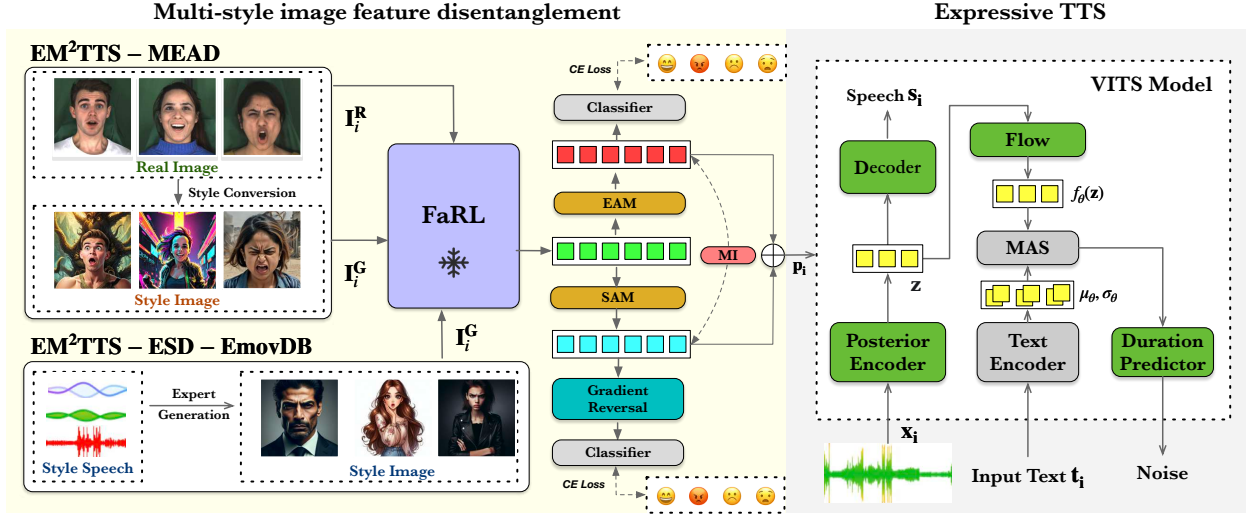 Multi-style image feature disentanglement
Expressive TTS
EM²TTS – MEAD
Real Image
Style Conversion
Style Image
I_i^R
I_i^G
FaRL
I_i^G
EM²TTS – ESD – EmovDB
Style Speech
Expert
Generation
Style Image
CE Loss
Classifier
EAM
MI
SAM
Gradient
Reversal
Classifier
CE Loss
p_i
VITS Model
Speech s_i
Decoder
z
Posterior
Encoder
x_i
Flow
f_θ(z)
MAS
μ_θ, σ_θ
Text
Encoder
Input Text t_i
Duration
Predictor
Noise